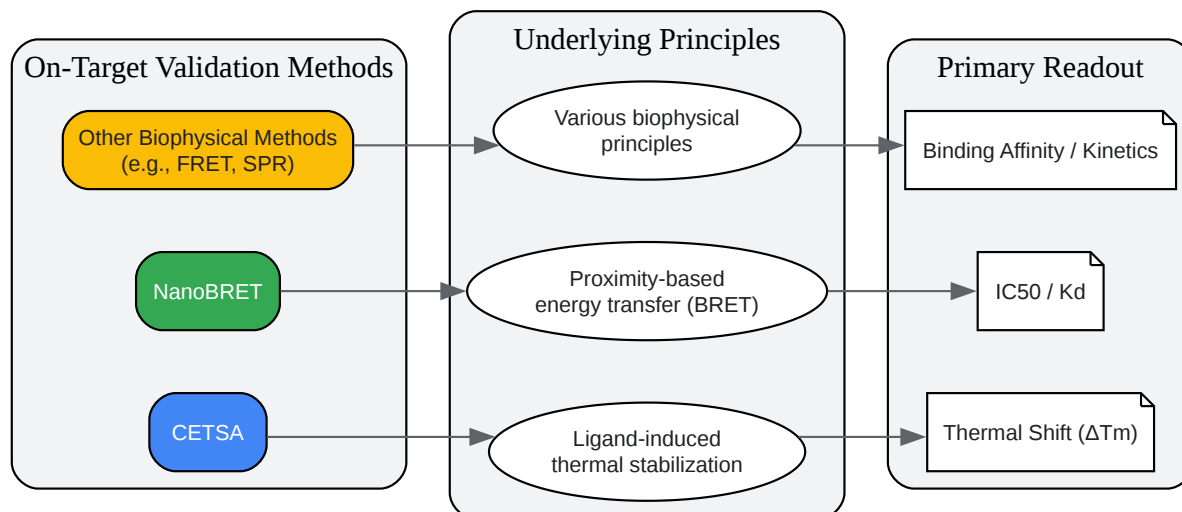 On-Target Validation Methods
Underlying Principles
Primary Readout
Other Biophysical Methods
(e.g., FRET, SPR)
Various biophysical
principles
Binding Affinity / Kinetics
NanoBRET
Proximity-based
energy transfer (BRET)
IC50 / Kd
CETSA
Ligand-induced
thermal stabilization
Thermal Shift (ΔTm)